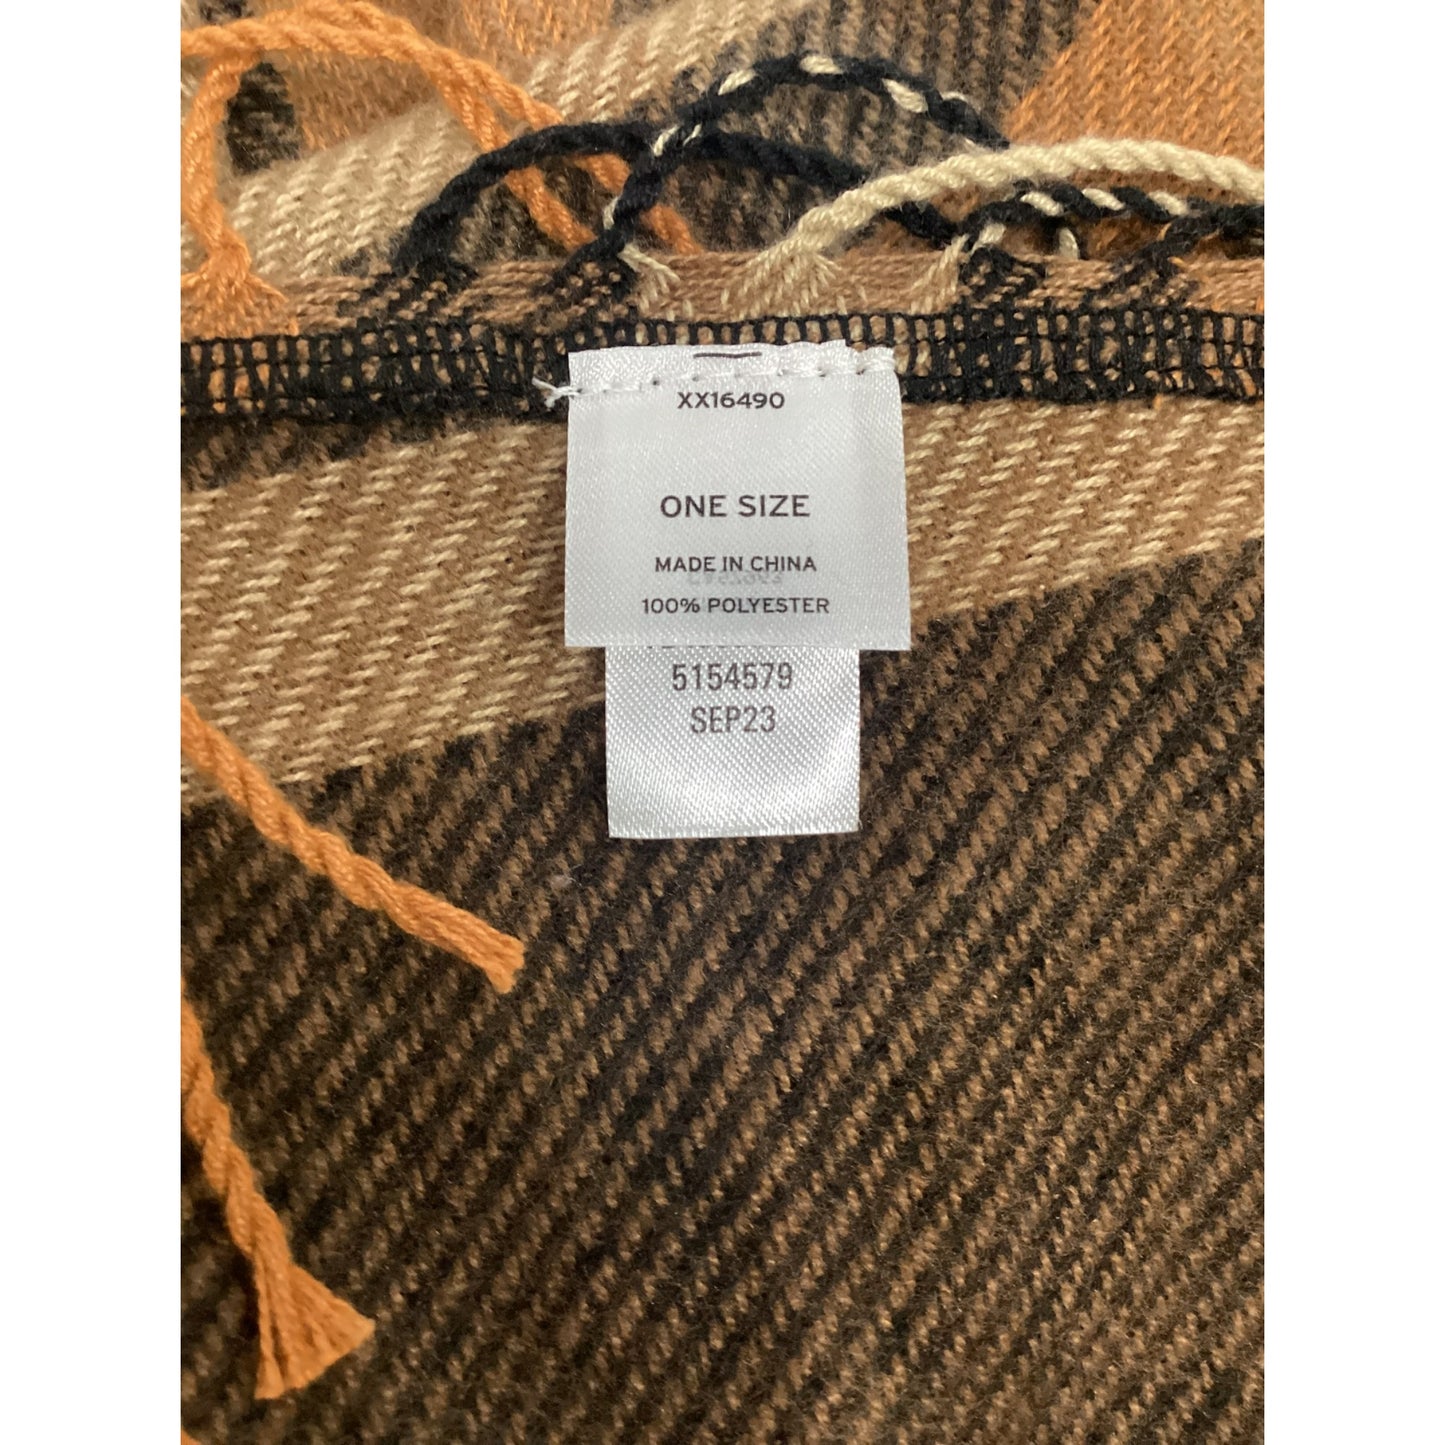 XX16490
ONE SIZE
MADE IN CHINA
100% POLYESTER
5154579
SEP23